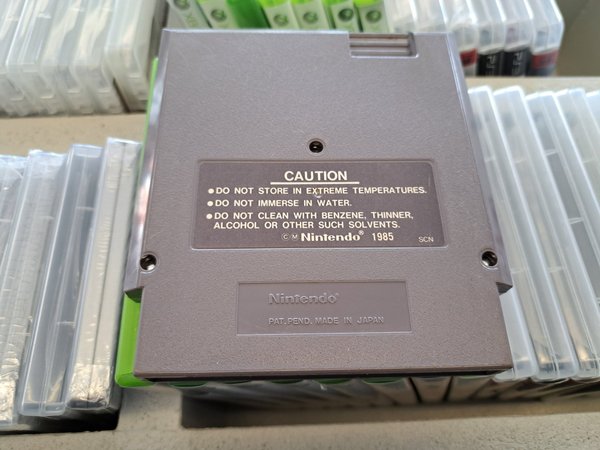 CAUTION
● DO NOT STORE IN EXTREME TEMPERATURES.
● DO NOT IMMERSE IN WATER.
● DO NOT CLEAN WITH BENZENE, THINNER,
ALCOHOL OR OTHER SUCH SOLVENTS.
©Ⓜ Nintendo® 1985 SCN
Nintendo®
PAT. PEND. MADE IN JAPAN